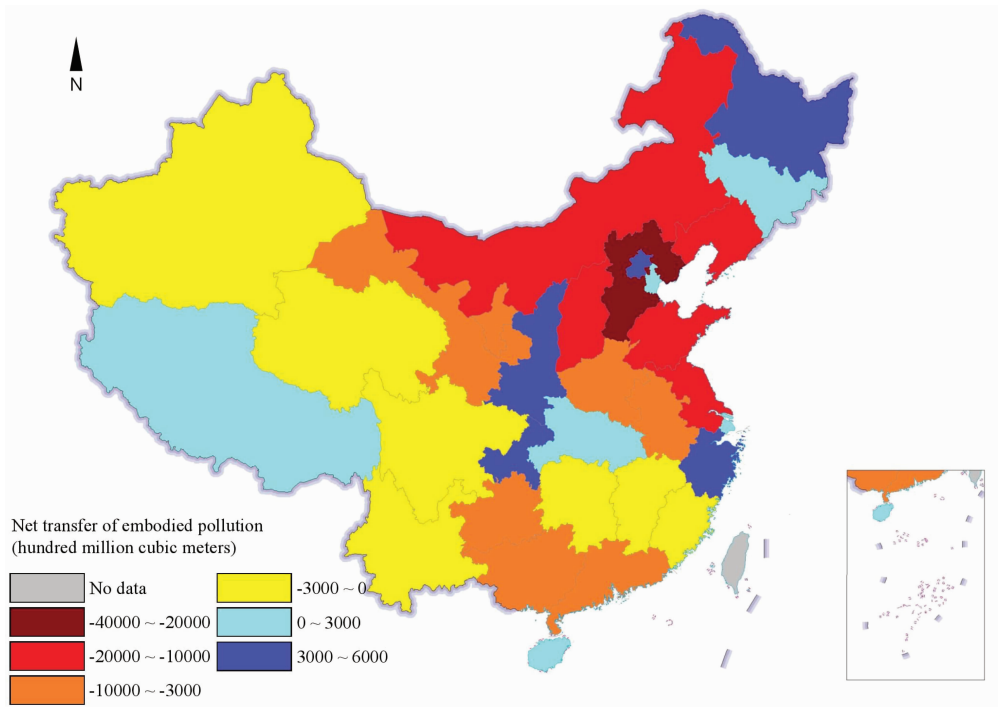 N
Net transfer of embodied pollution
(hundred million cubic meters)
No data
-40000 ~ -20000
-20000 ~ -10000
-10000 ~ -3000
-3000 ~ 0
0 ~ 3000
3000 ~ 6000